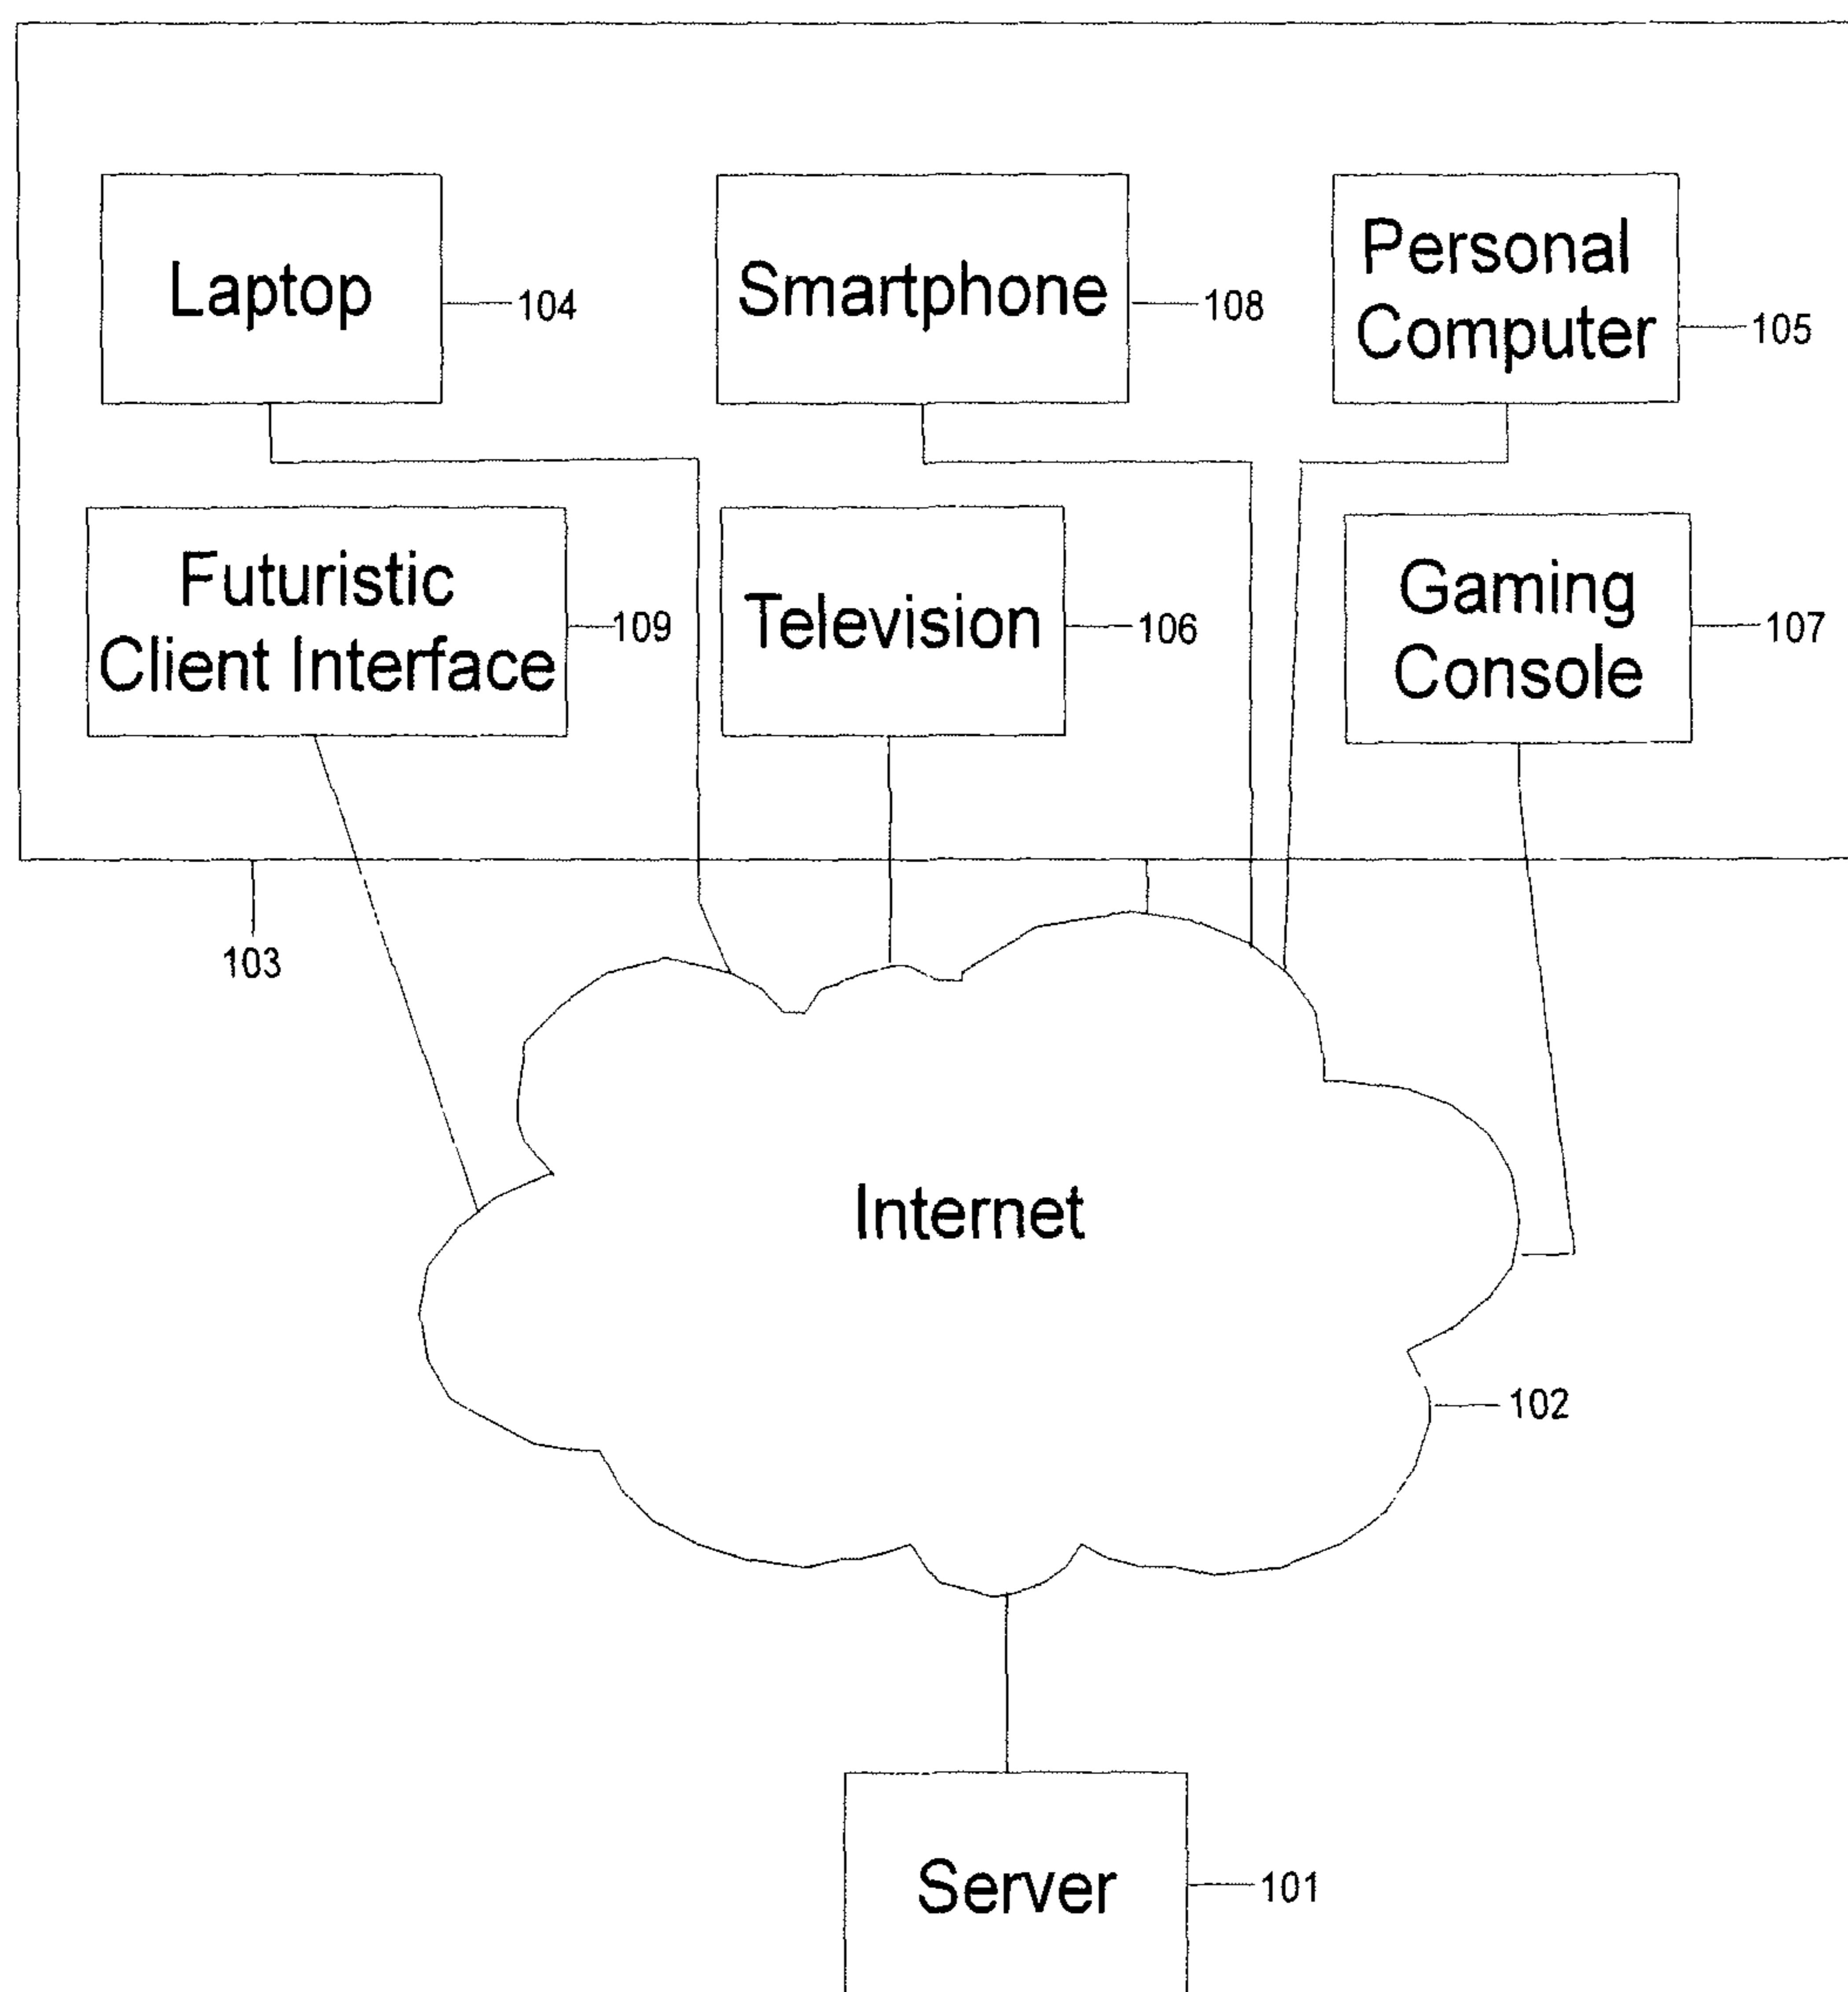 Laptop
104
Smartphone
108
Personal
Computer
105
Futuristic
Client Interface
109
Television
106
Gaming
Console
107
103
Internet
102
Server
101